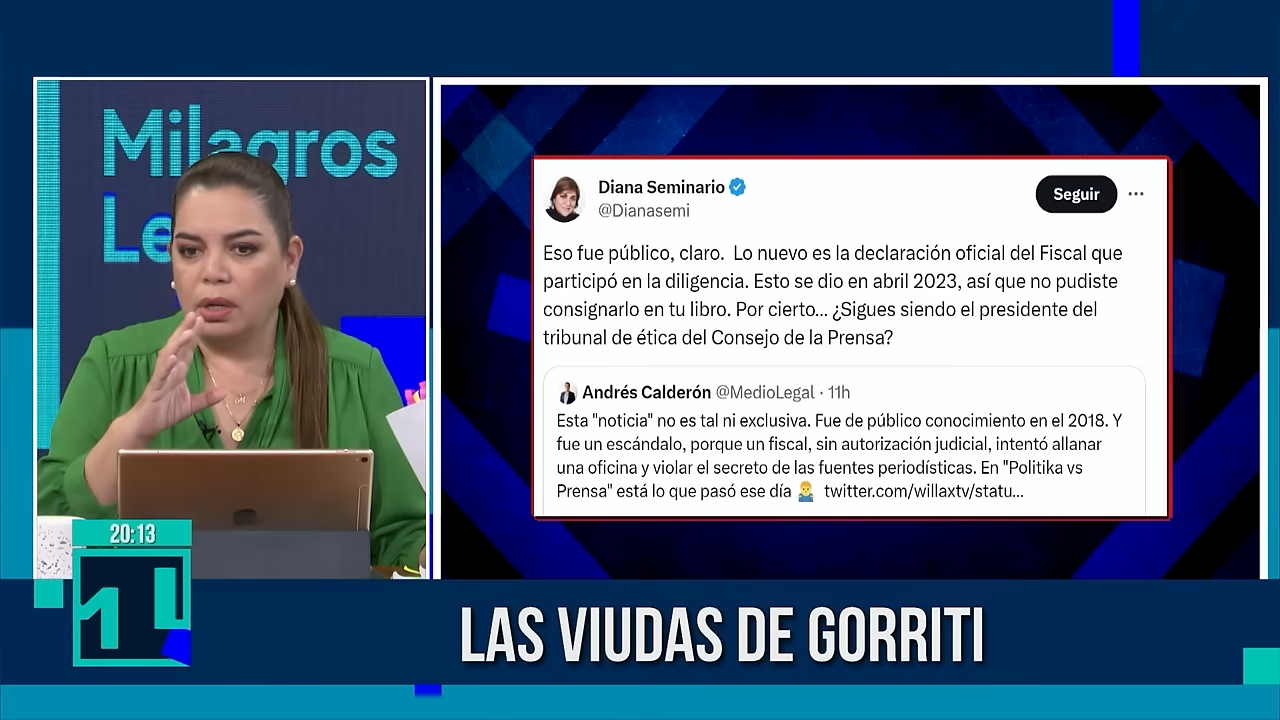 Milagros
Le
Diana Seminario
@Dianasemi
Seguir
Eso fue público, claro. Lo nuevo es la declaración oficial del Fiscal que
participó en la diligencia. Esto se dio en abril 2023, así que no pudiste
consignarlo en tu libro. Por cierto... ¿Sigues siendo el presidente del
tribunal de ética del Consejo de la Prensa?
Andrés Calderón @MedioLegal · 11h
Esta "noticia" no es tal ni exclusiva. Fue de público conocimiento en el 2018. Y
fue un escándalo, porque un fiscal, sin autorización judicial, intentó allanar
una oficina y violar el secreto de las fuentes periodísticas. En "Politika vs
Prensa" está lo que pasó ese día 🤷‍♂️ twitter.com/willaxtv/statu...
20:13
LAS VIUDAS DE GORRITI